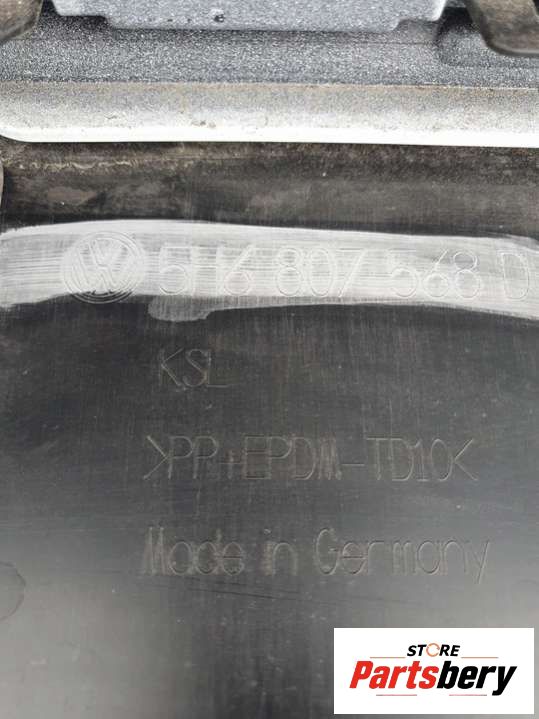 5H6 807 568 D
KSL
>PP+EPDM-TD10<
Made in Germany
STORE
Partsbery